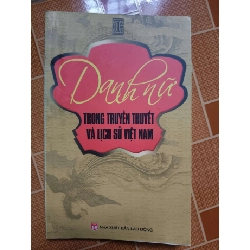 Danh nữ
TRONG TRUYỀN THUYẾT
VÀ LỊCH SỬ VIỆT NAM